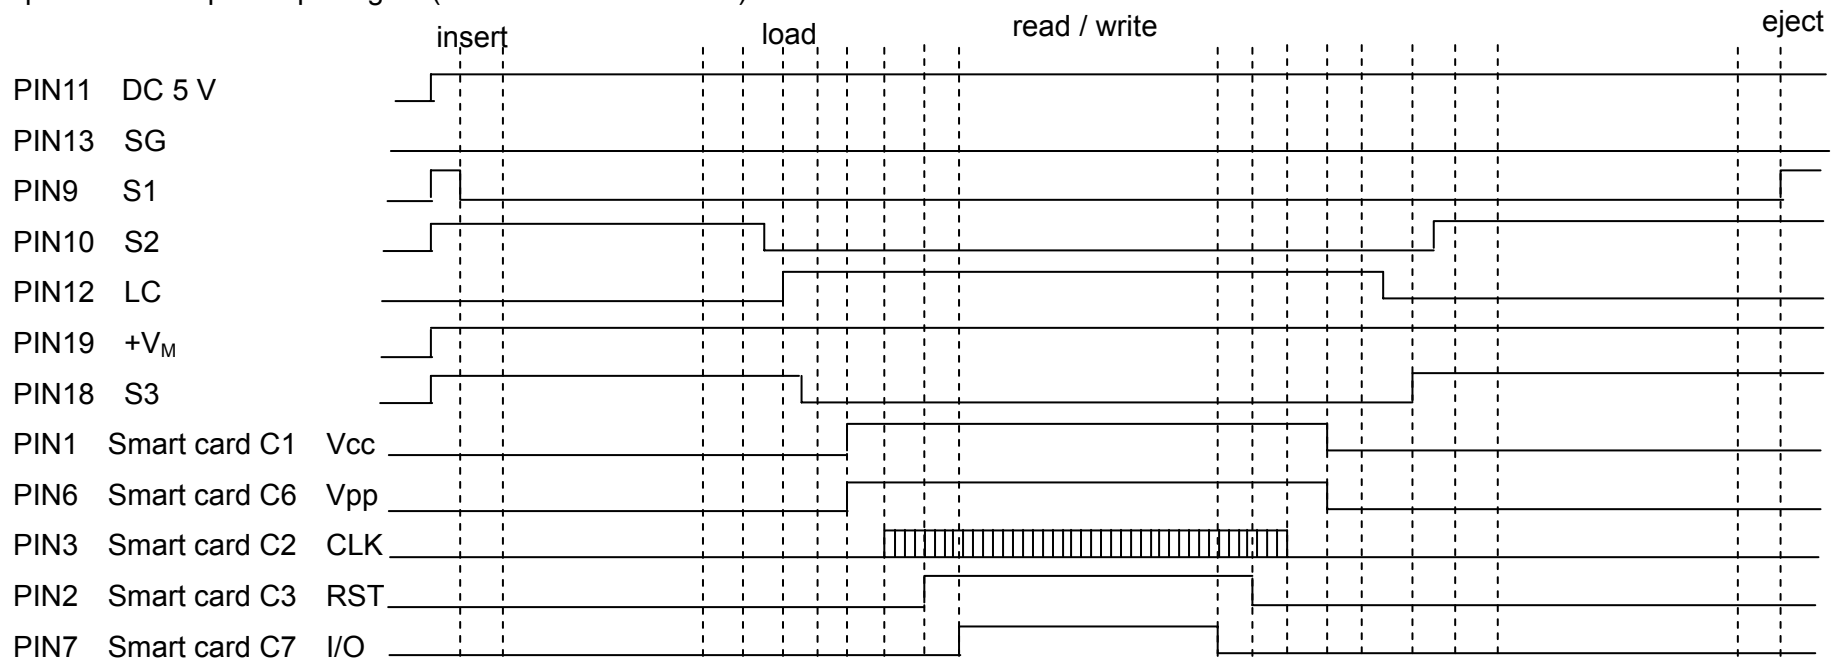 insert load read / write eject
PIN11 DC 5 V
PIN13 SG
PIN9 S1
PIN10 S2
PIN12 LC
PIN19 +VM
PIN18 S3
PIN1 Smart card C1 Vcc
PIN6 Smart card C6 Vpp
PIN3 Smart card C2 CLK
PIN2 Smart card C3 RST
PIN7 Smart card C7 I/O